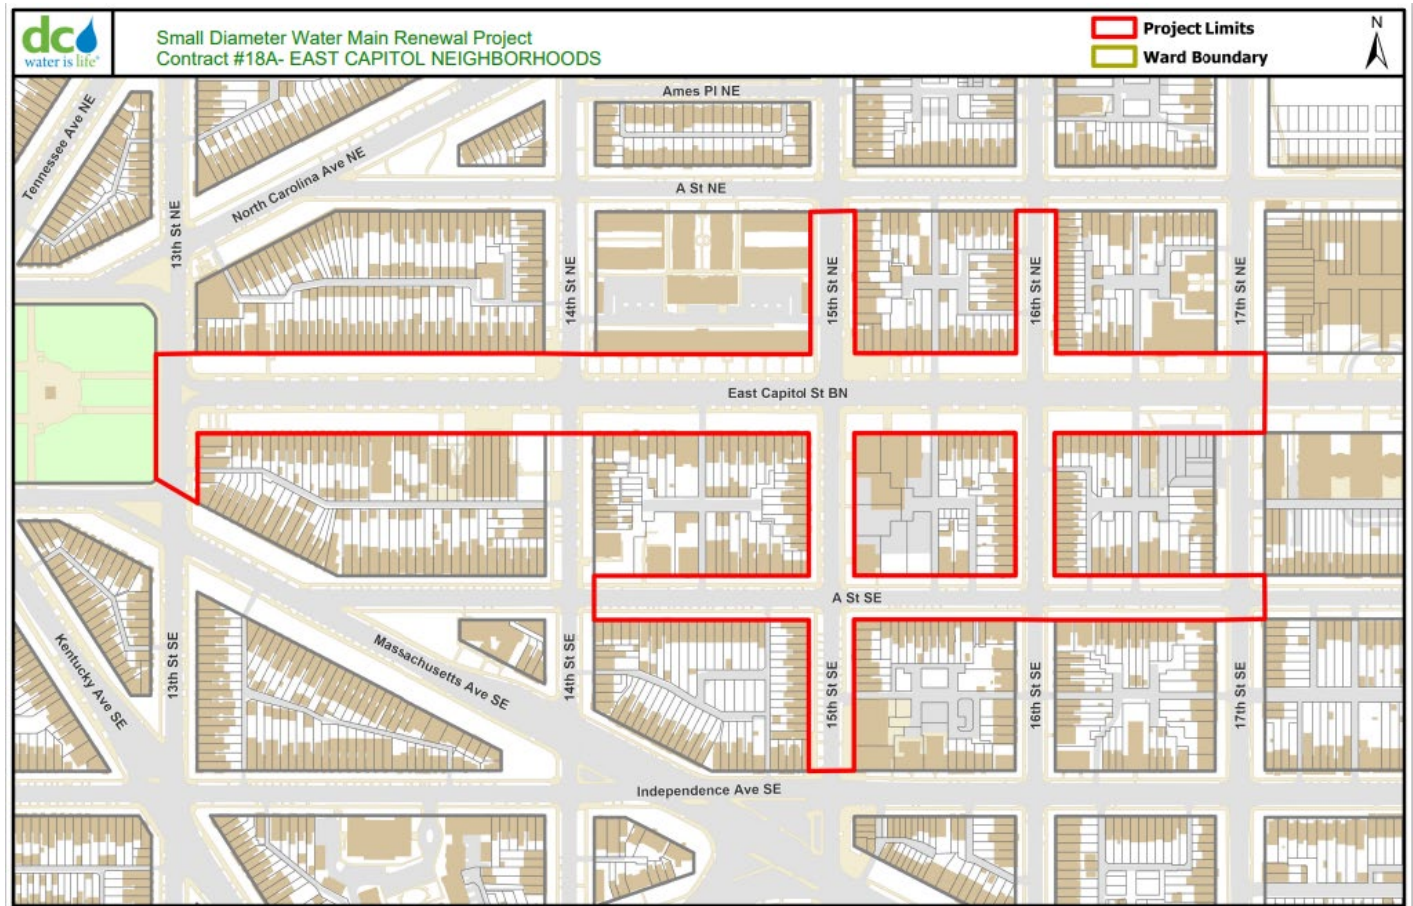 dc
water is life®
Small Diameter Water Main Renewal Project
Contract #18A- EAST CAPITOL NEIGHBORHOODS
Project Limits
Ward Boundary
N
Ames Pl NE
Tennessee Ave NE
North Carolina Ave NE
A St NE
13th St NE
14th St NE
15th St NE
16th St NE
17th St NE
East Capitol St BN
A St SE
Kentucky Ave SE
13th St SE
Massachusetts Ave SE
14th St SE
15th St SE
16th St SE
17th St SE
Independence Ave SE